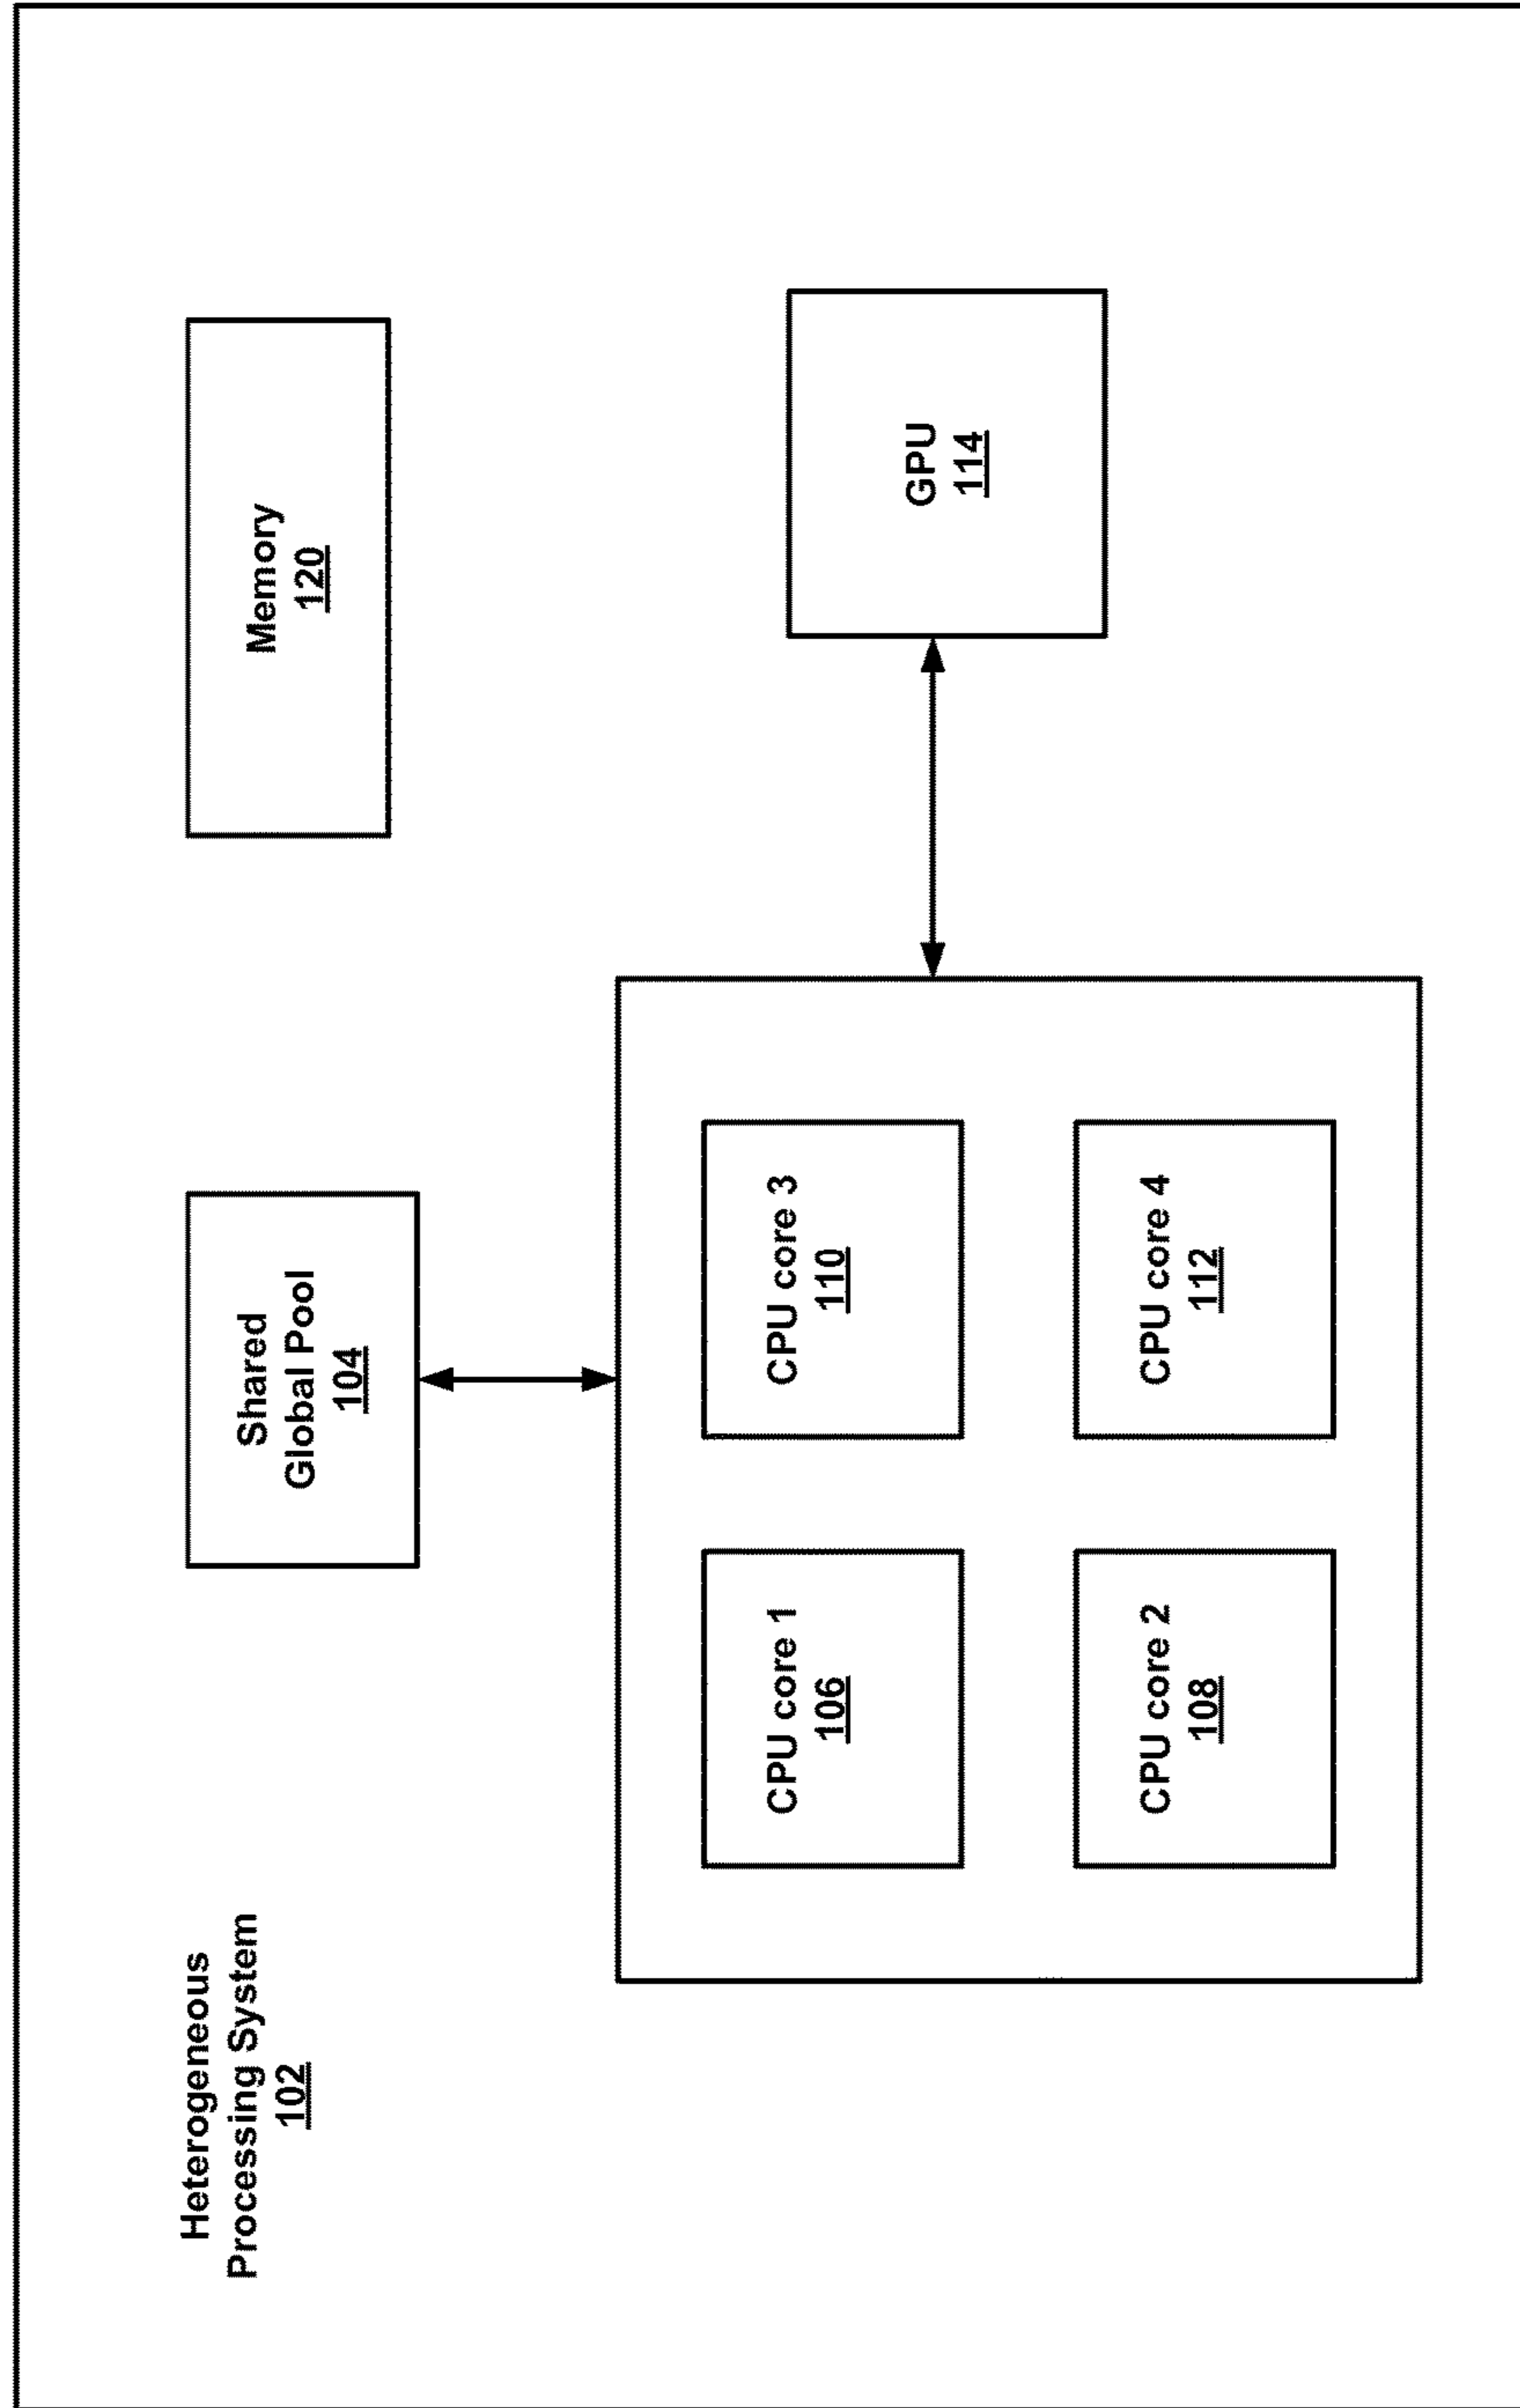 Heterogeneous
Processing System
102
Shared
Global Pool
104
Memory
120
CPU core 1
106
CPU core 3
110
CPU core 2
108
CPU core 4
112
GPU
114